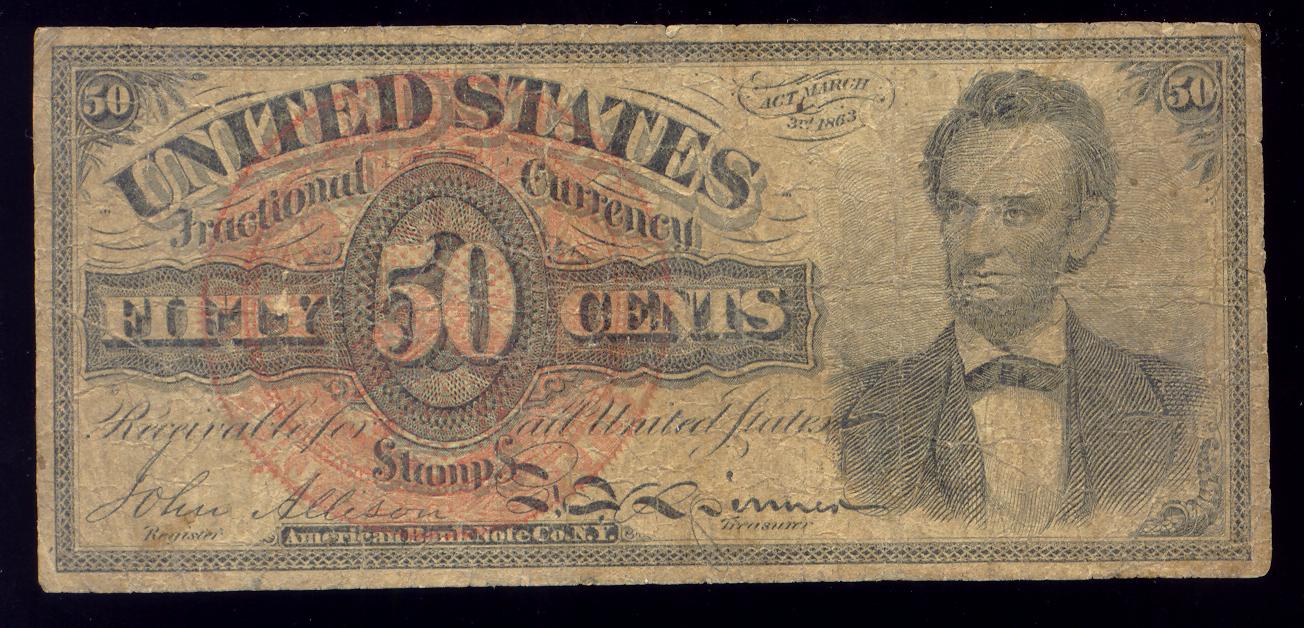 50
50
UNITED STATES
ACT MARCH
3rd 1863
Fractional Currency
FIFTY 50 CENTS
Receivable for all United States
Stamps
John Allison
Register
Treasurer
American Bank Note Co. N.Y.